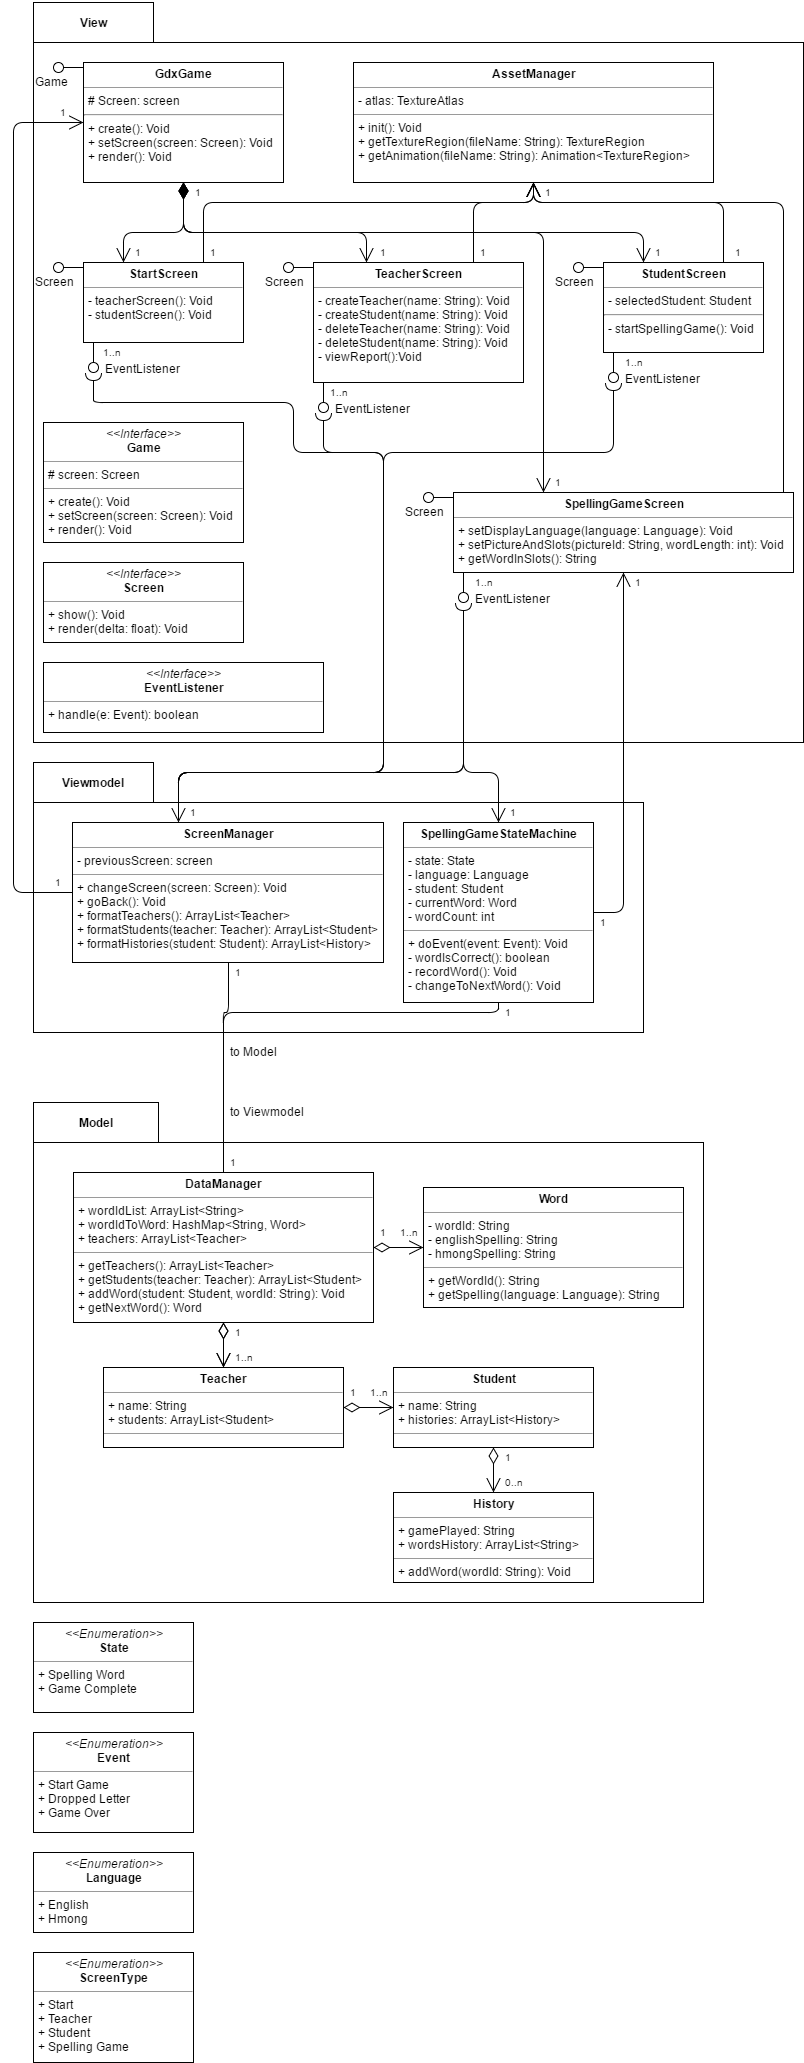 View
Game
GdxGame
# Screen: screen
+ create(): Void
+ setScreen(screen: Screen): Void
+ render(): Void
1
1
AssetManager
- atlas: TextureAtlas
+ init(): Void
+ getTextureRegion(fileName: String): TextureRegion
+ getAnimation(fileName: String): Animation<TextureRegion>
1
1
1
1
1
1
1
Screen
StartScreen
- teacherScreen(): Void
- studentScreen(): Void
1..n
EventListener
Screen
TeacherScreen
- createTeacher(name: String): Void
- createStudent(name: String): Void
- deleteTeacher(name: String): Void
- deleteStudent(name: String): Void
- viewReport():Void
1..n
EventListener
Screen
StudentScreen
- selectedStudent: Student
- startSpellingGame(): Void
1..n
EventListener
<<Interface>>
Game
# screen: Screen
+ create(): Void
+ setScreen(screen: Screen): Void
+ render(): Void
1
Screen
SpellingGameScreen
+ setDisplayLanguage(language: Language): Void
+ setPictureAndSlots(pictureId: String, wordLength: int): Void
+ getWordInSlots(): String
1..n
EventListener
1
<<Interface>>
Screen
+ show(): Void
+ render(delta: float): Void
<<Interface>>
EventListener
+ handle(e: Event): boolean
Viewmodel
1
1
ScreenManager
- previousScreen: screen
+ changeScreen(screen: Screen): Void
+ goBack(): Void
+ formatTeachers(): ArrayList<Teacher>
+ formatStudents(teacher: Teacher): ArrayList<Student>
+ formatHistories(student: Student): ArrayList<History>
1
1
SpellingGameStateMachine
- state: State
- language: Language
- student: Student
- currentWord: Word
- wordCount: int
+ doEvent(event: Event): Void
- wordIsCorrect(): boolean
- recordWord(): Void
- changeToNextWord(): Void
1
1
to Model
to Viewmodel
Model
1
DataManager
+ wordIdList: ArrayList<String>
+ wordIdToWord: HashMap<String, Word>
+ teachers: ArrayList<Teacher>
+ getTeachers(): ArrayList<Teacher>
+ getStudents(teacher: Teacher): ArrayList<Student>
+ addWord(student: Student, wordId: String): Void
+ getNextWord(): Word
1
1..n
Word
- wordId: String
- englishSpelling: String
- hmongSpelling: String
+ getWordId(): String
+ getSpelling(language: Language): String
1
1..n
Teacher
+ name: String
+ students: ArrayList<Student>
1
1..n
Student
+ name: String
+ histories: ArrayList<History>
1
0..n
History
+ gamePlayed: String
+ wordsHistory: ArrayList<String>
+ addWord(wordId: String): Void
<<Enumeration>>
State
+ Spelling Word
+ Game Complete
<<Enumeration>>
Event
+ Start Game
+ Dropped Letter
+ Game Over
<<Enumeration>>
Language
+ English
+ Hmong
<<Enumeration>>
ScreenType
+ Start
+ Teacher
+ Student
+ Spelling Game